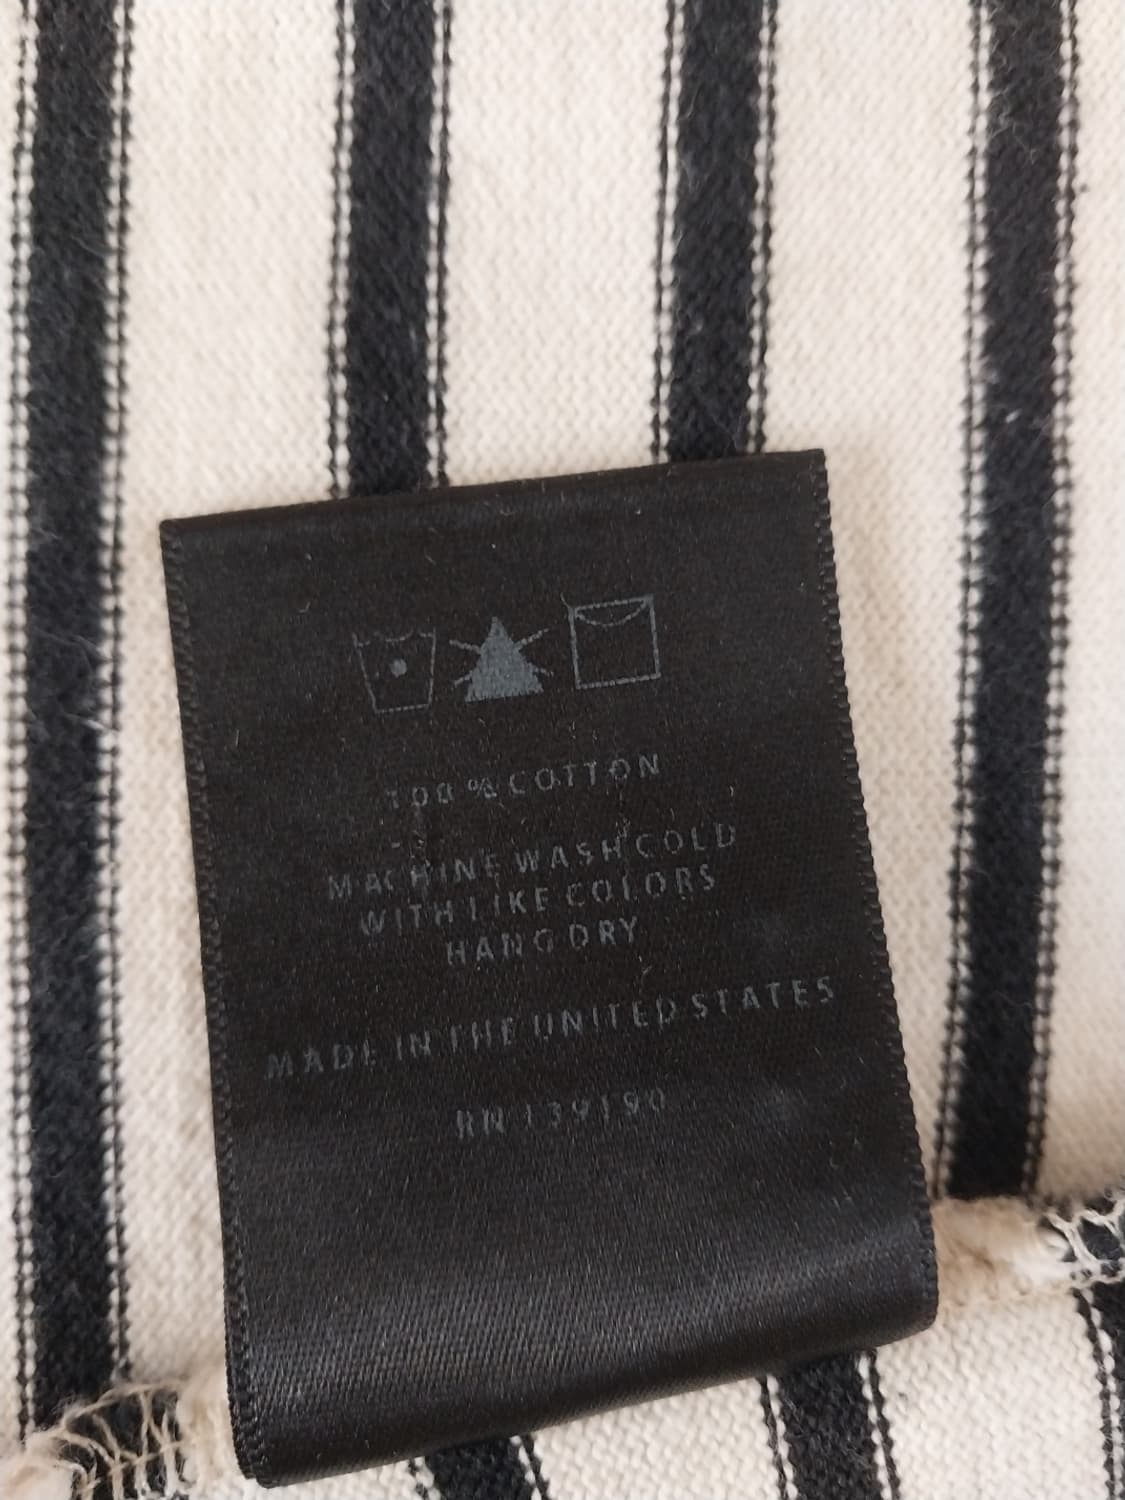 100% COTTON
MACHINE WASH COLD
WITH LIKE COLORS
HANG DRY
MADE IN THE UNITED STATES
RN 139190